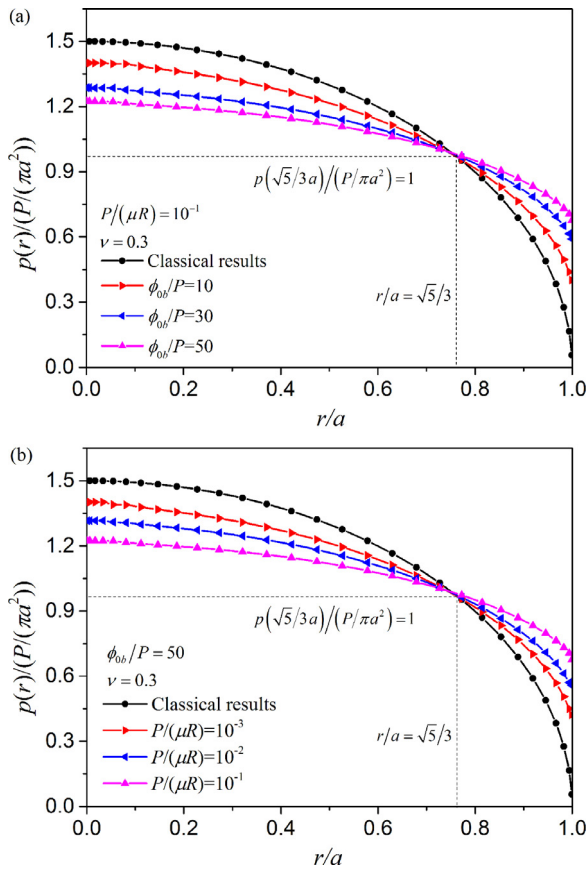 (a)
1.5
1.2
0.9
0.6
0.3
0.0
p(r)/(P/(πa²))
p(√5/3a)/(P/πa²)=1
P/(μR)=10⁻¹
ν=0.3
Classical results
ϕ₀b/P=10
ϕ₀b/P=30
ϕ₀b/P=50
r/a=√5/3
0.0 0.2 0.4 0.6 0.8 1.0
r/a
(b)
1.5
1.2
0.9
0.6
0.3
0.0
p(r)/(P/(πa²))
p(√5/3a)/(P/πa²)=1
ϕ₀b/P=50
ν=0.3
Classical results
P/(μR)=10⁻³
P/(μR)=10⁻²
P/(μR)=10⁻¹
r/a=√5/3
0.0 0.2 0.4 0.6 0.8 1.0
r/a